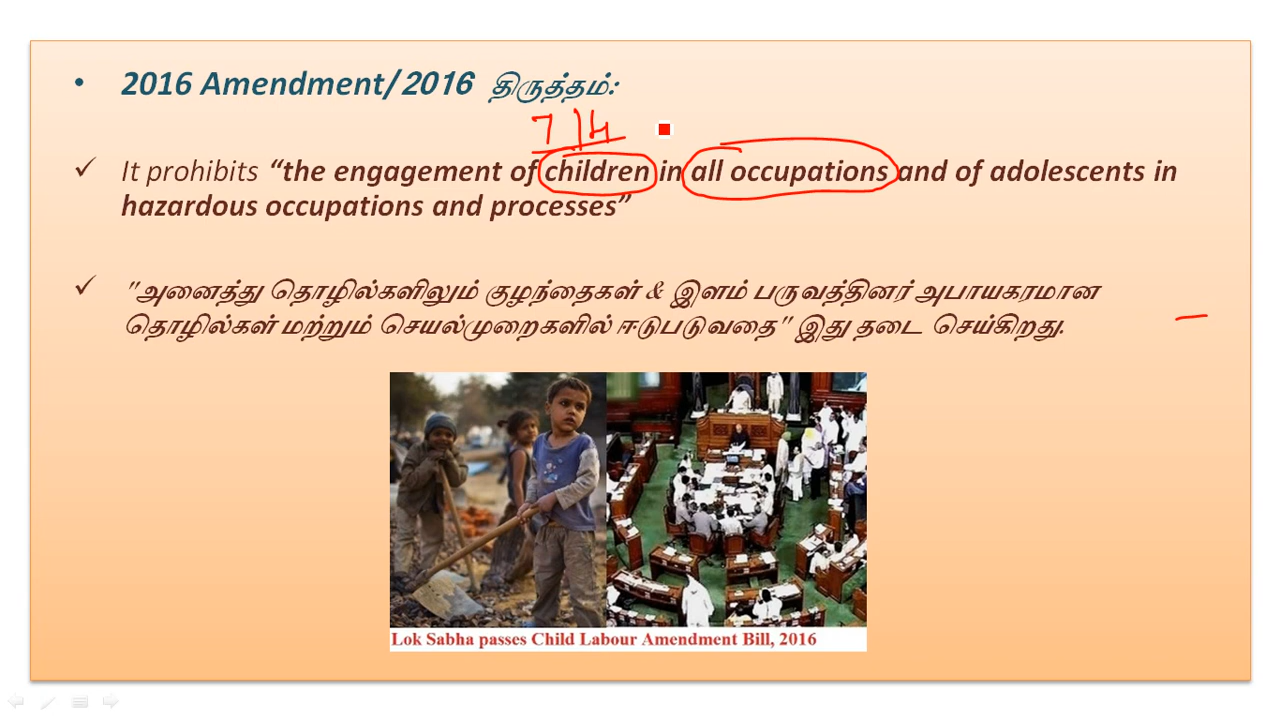 • 2016 Amendment/2016 திருத்தம்:
7 14
✓ It prohibits “the engagement of children in all occupations and of adolescents in
hazardous occupations and processes”
✓ "அனைத்து தொழில்களிலும் குழந்தைகள் & இளம் பருவத்தினர் அபாயகரமான
தொழில்கள் மற்றும் செயல்முறைகளில் ஈடுபடுவதை" இது தடை செய்கிறது.
Lok Sabha passes Child Labour Amendment Bill, 2016